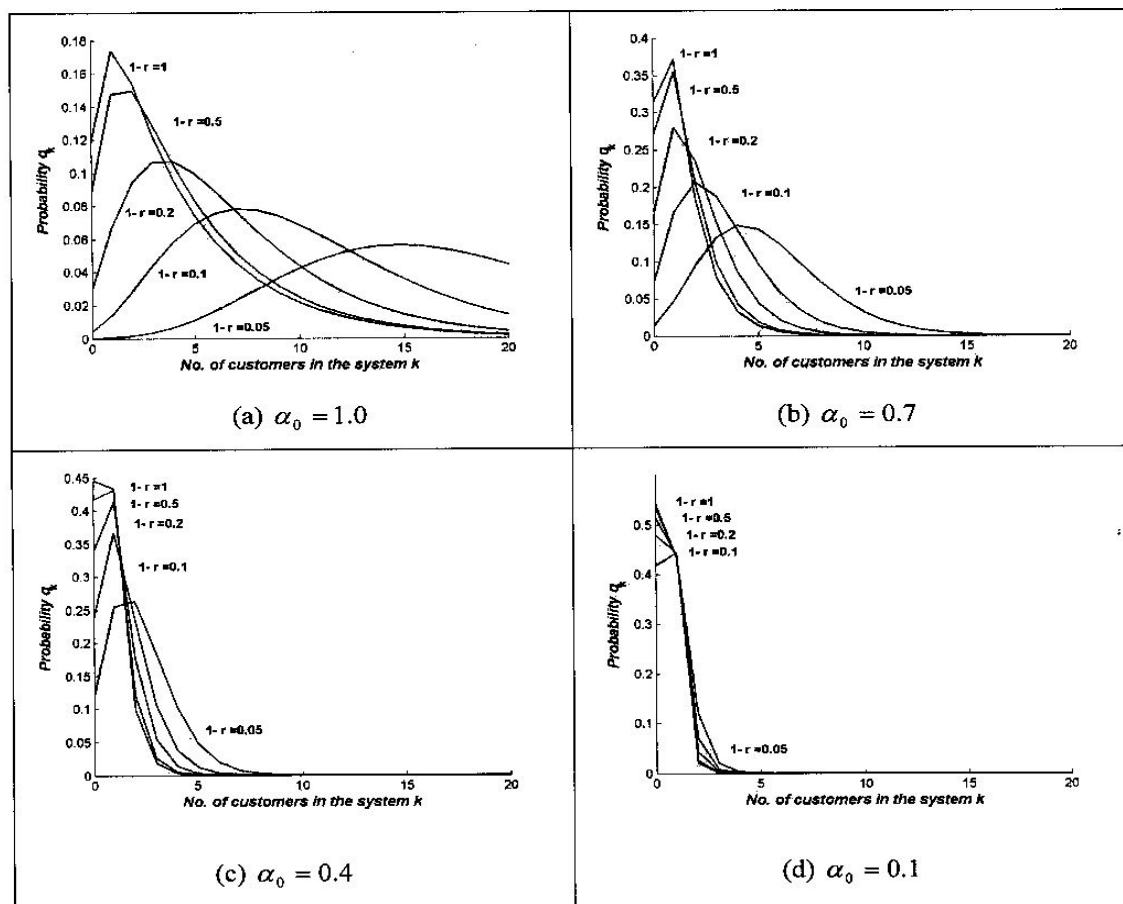 0.18
0.16
0.14
0.12
0.1
0.08
0.06
0.04
0.02
0
Probability q_k
1- r =1
1- r =0.5
1- r =0.2
1- r =0.1
1- r =0.05
0 5 10 15 20
No. of customers in the system k
(a) α₀ = 1.0
0.4
0.35
0.3
0.25
0.2
0.15
0.1
0.05
0
Probability q_k
1- r =1
1- r =0.5
1- r =0.2
1- r =0.1
1- r =0.05
0 5 10 15 20
No. of customers in the system k
(b) α₀ = 0.7
0.45
0.4
0.35
0.3
0.25
0.2
0.15
0.1
0.05
0
Probability q_k
1- r =1
1- r =0.5
1- r =0.2
1- r =0.1
1- r =0.05
0 5 10 15 20
No. of customers in the system k
(c) α₀ = 0.4
0.5
0.4
0.3
0.2
0.1
0
Probability q_k
1- r =1
1- r =0.5
1- r =0.2
1- r =0.1
1- r =0.05
0 5 10 15 20
No. of customers in the system k
(d) α₀ = 0.1